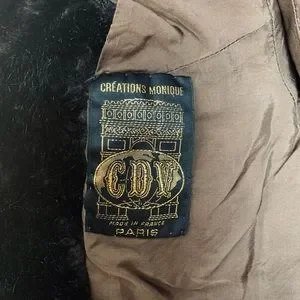 CRÉATIONS MONIQUE
CDV
MADE IN FRANCE
PARIS